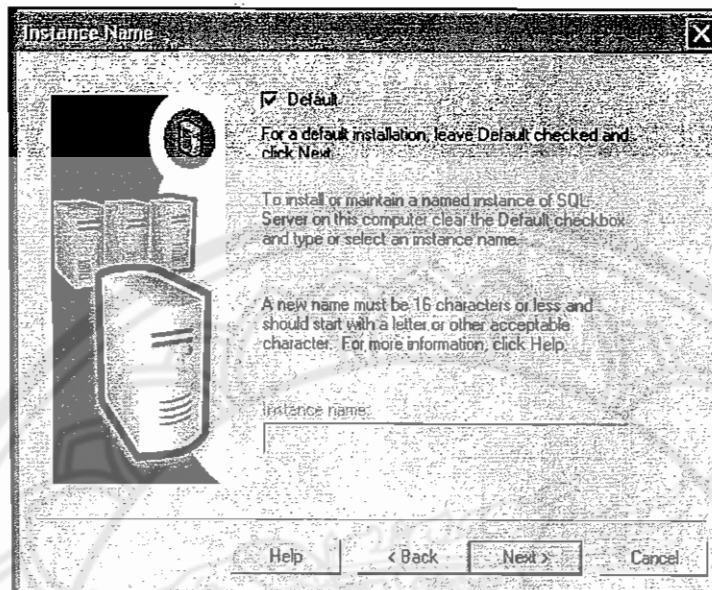 Instance Name
Default
For a default installation, leave Default checked and
click Next.
To install or maintain a named instance of SQL
Server on this computer clear the Default checkbox
and type or select an instance name.
A new name must be 16 characters or less and
should start with a letter or other acceptable
character. For more information, click Help.
Instance name:
Help
< Back
Next >
Cancel